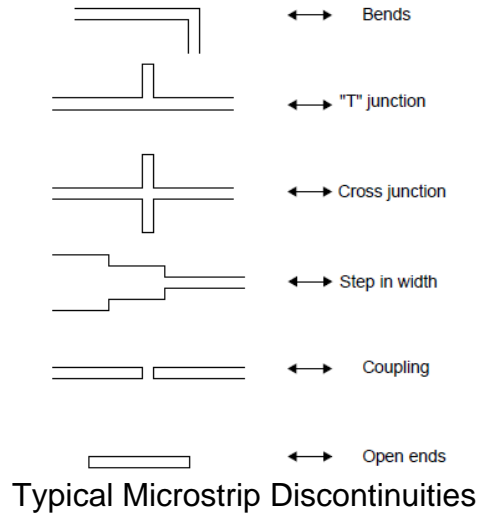 Bends
"T" junction
Cross junction
Step in width
Coupling
Open ends
Typical Microstrip Discontinuities